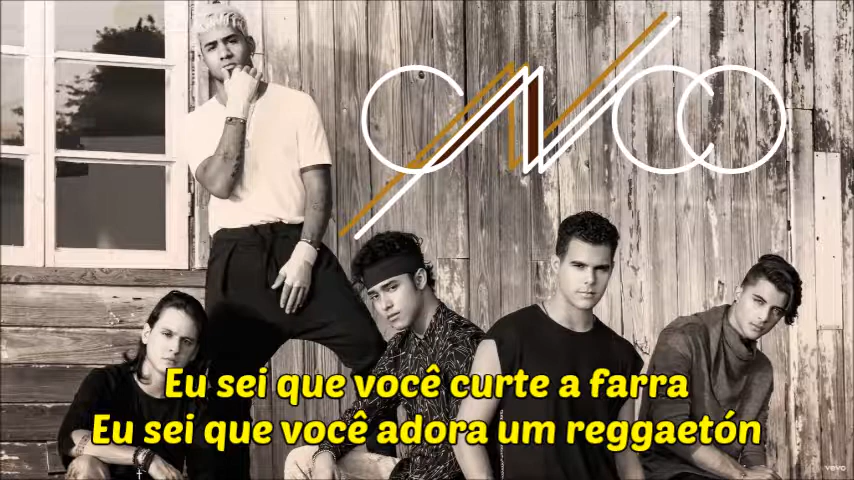 CNCO
Eu sei que você curte a farra
Eu sei que você adora um reggaetón
vevo